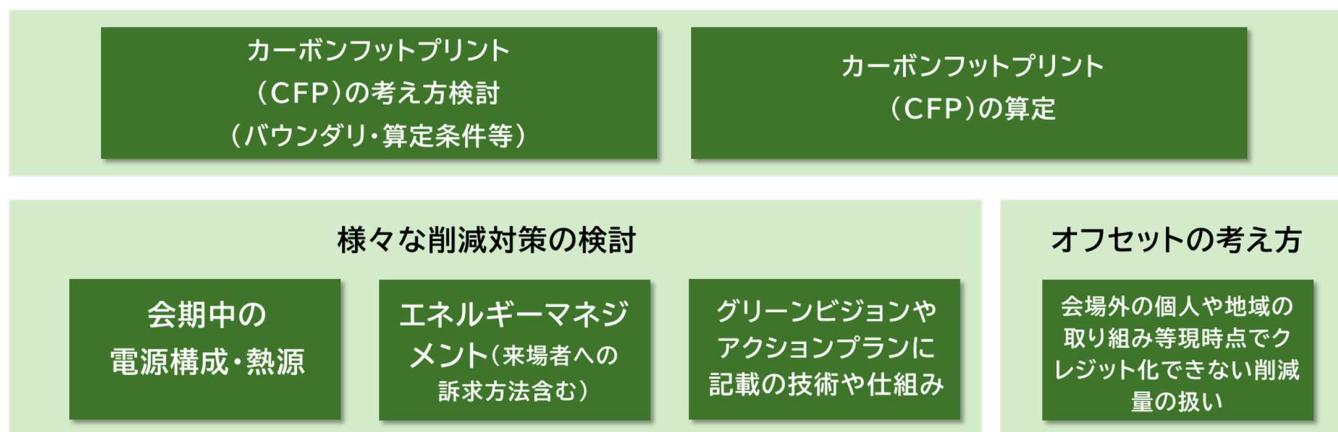 カーボンフットプリント
（CFP）の考え方検討
（バウンダリ・算定条件等）
カーボンフットプリント
（CFP）の算定
様々な削減対策の検討
会期中の
電源構成・熱源
エネルギーマネジ
メント（来場者への
訴求方法含む）
グリーンビジョンや
アクションプランに
記載の技術や仕組み
オフセットの考え方
会場外の個人や地域の
取り組み等現時点でク
レジット化できない削減
量の扱い